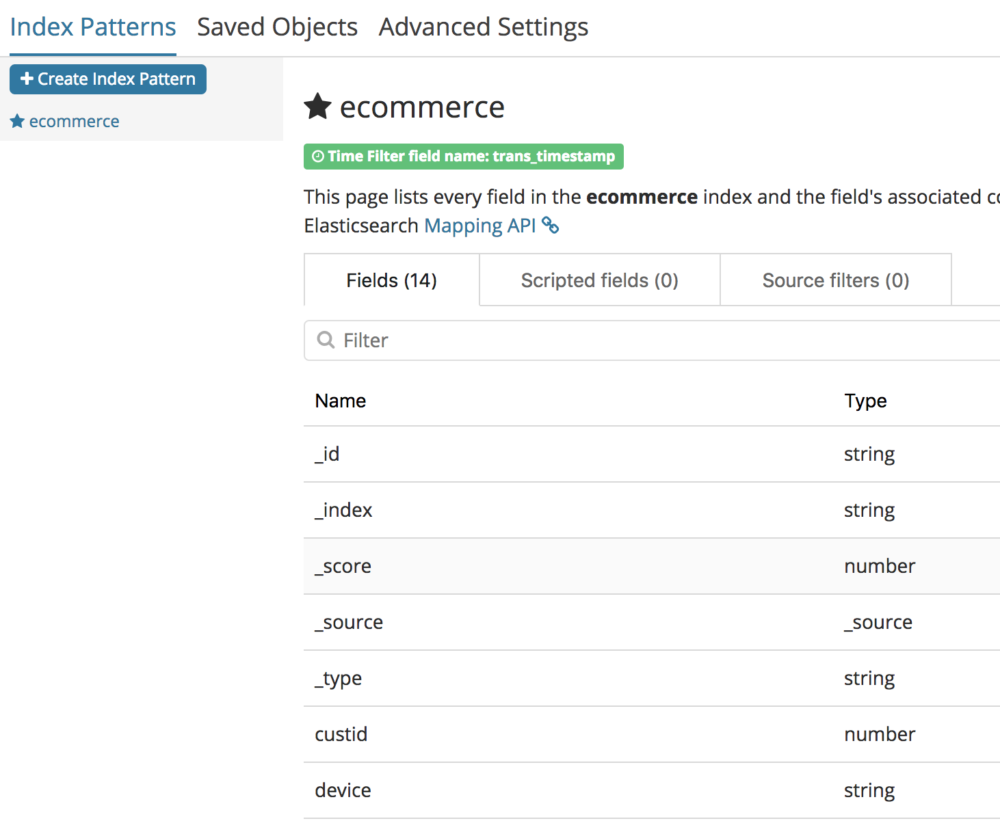 Index Patterns Saved Objects Advanced Settings
Create Index Pattern
ecommerce
ecommerce
Time Filter field name: trans_timestamp
This page lists every field in the ecommerce index and the field's associated
Elasticsearch Mapping API
Fields (14) Scripted fields (0) Source filters (0)
Filter
Name Type
_id string
_index string
_score number
_source _source
_type string
custid number
device string